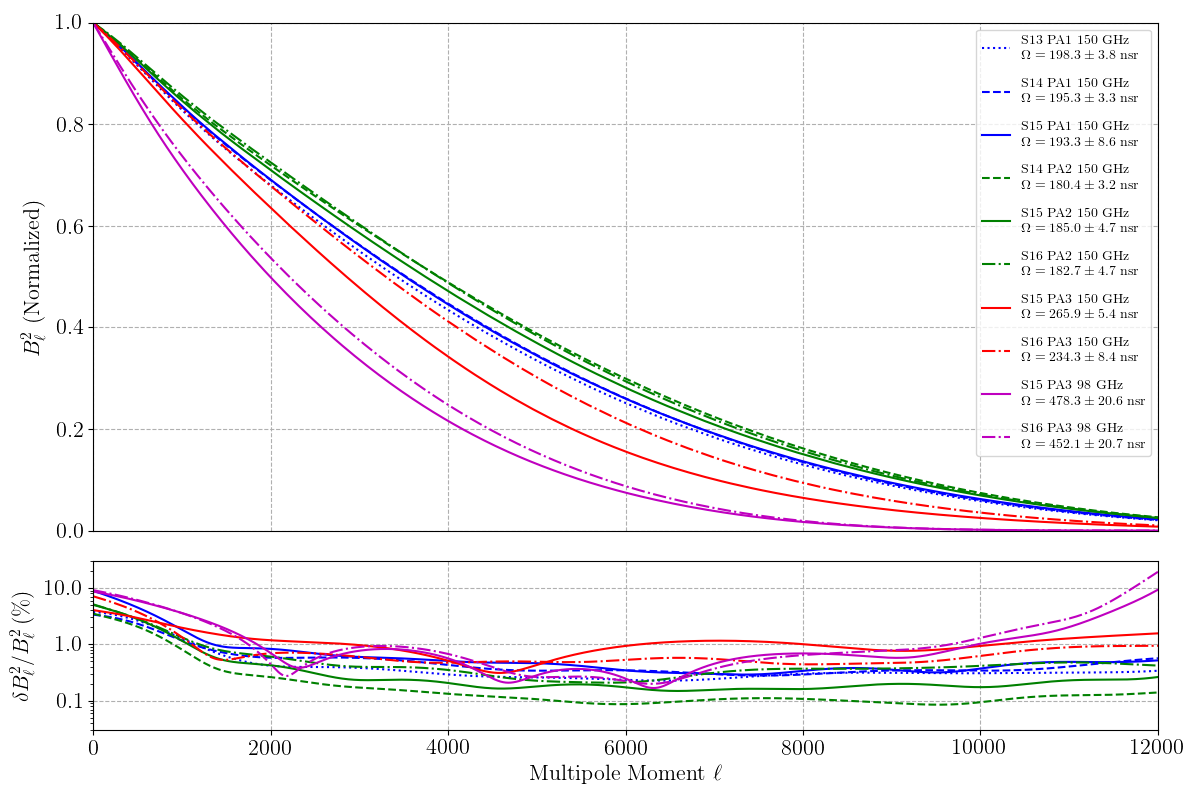 1.0
0.8
0.6
0.4
0.2
0.0
B_ℓ^2 (Normalized)
S13 PA1 150 GHz
Ω = 198.3 ± 3.8 nsr
S14 PA1 150 GHz
Ω = 195.3 ± 3.3 nsr
S15 PA1 150 GHz
Ω = 193.3 ± 8.6 nsr
S14 PA2 150 GHz
Ω = 180.4 ± 3.2 nsr
S15 PA2 150 GHz
Ω = 185.0 ± 4.7 nsr
S16 PA2 150 GHz
Ω = 182.7 ± 4.7 nsr
S15 PA3 150 GHz
Ω = 265.9 ± 5.4 nsr
S16 PA3 150 GHz
Ω = 234.3 ± 8.4 nsr
S15 PA3 98 GHz
Ω = 478.3 ± 20.6 nsr
S16 PA3 98 GHz
Ω = 452.1 ± 20.7 nsr
10.0
1.0
0.1
δB_ℓ^2/B_ℓ^2 (%)
0 2000 4000 6000 8000 10000 12000
Multipole Moment ℓ